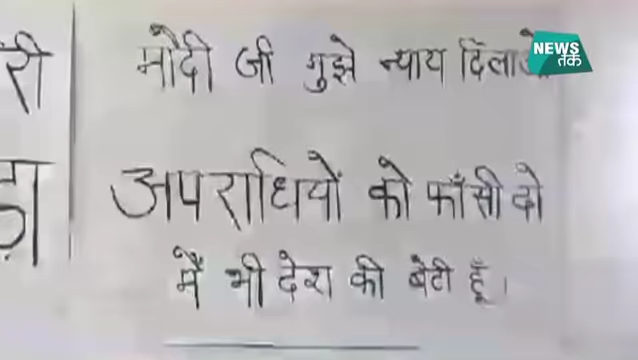 री
ड़ा
मोदी जी मुझे न्याय दिलाओ
NEWS
तक
अपराधियों को फाँसी दो
मैं भी देश की बेटी हूँ।